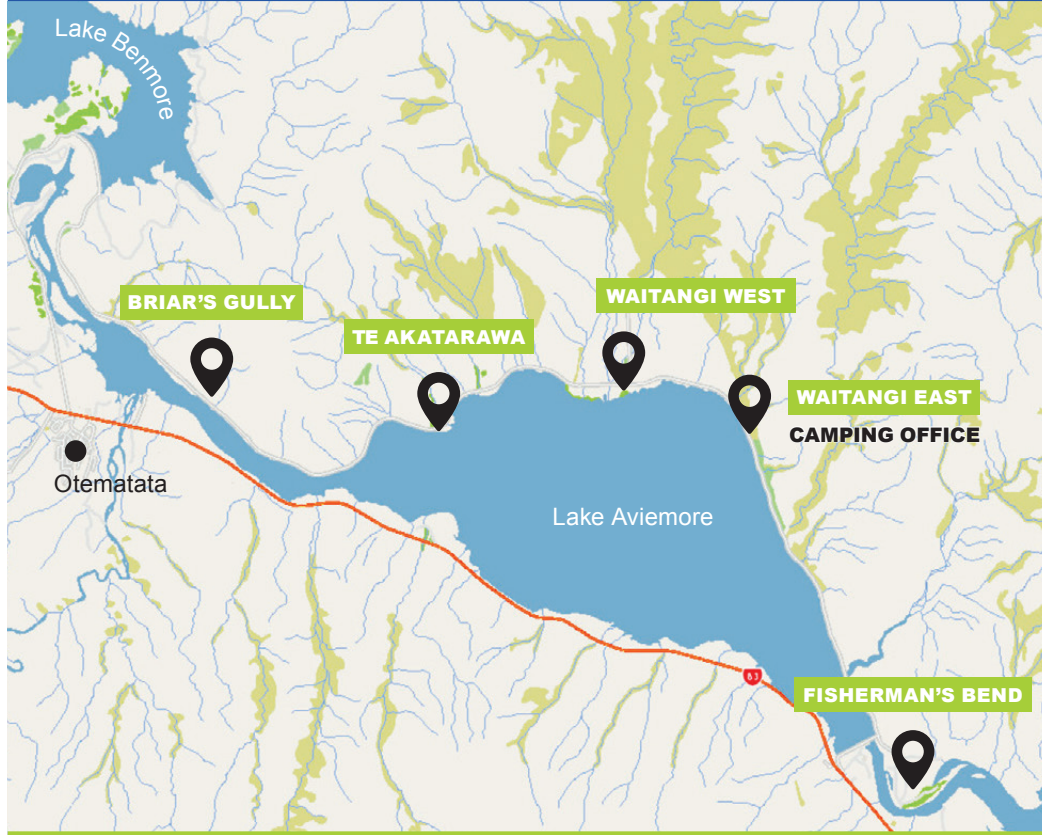 Lake Benmore
BRIAR'S GULLY
TE AKATARAWA
WAITANGI WEST
WAITANGI EAST
CAMPING OFFICE
Otematata
Lake Aviemore
83
FISHERMAN'S BEND